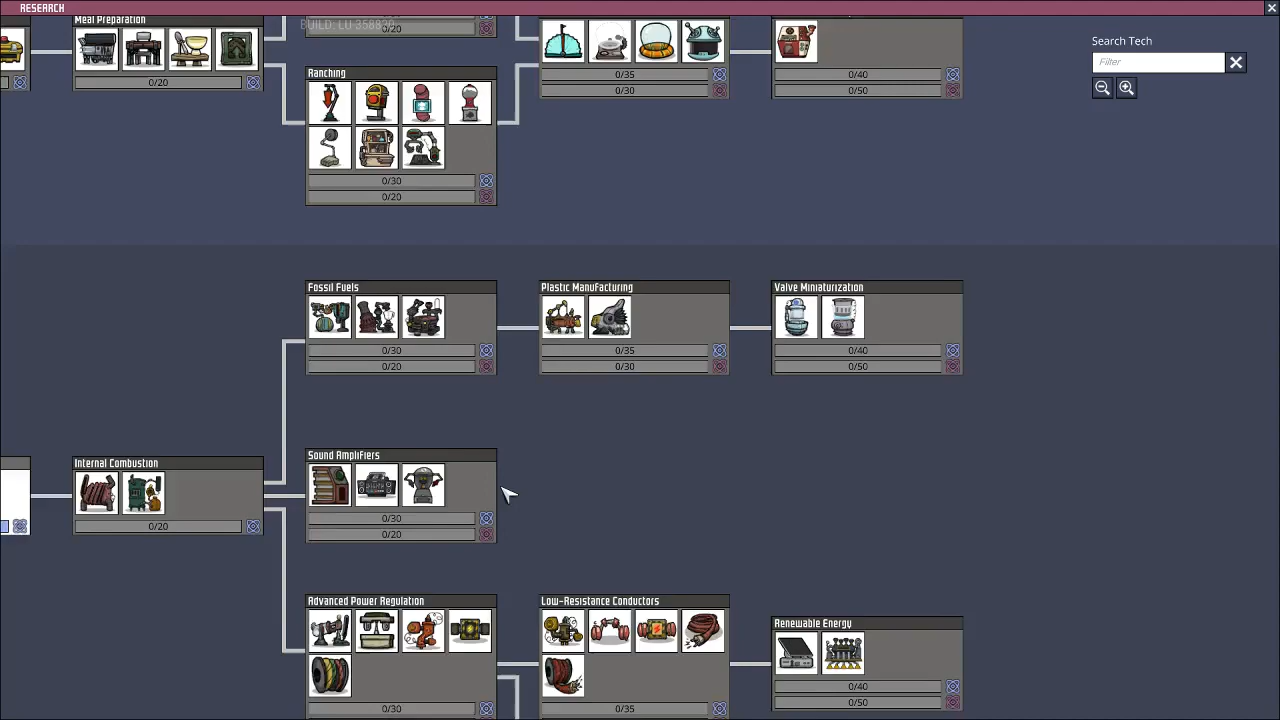 RESEARCH
BUILD: LU-35883
Meal Preparation
0/20
0/20
Ranching
0/30
0/20
0/35
0/30
0/40
0/50
Search Tech
Filter
Fossil Fuels
0/30
0/20
Plastic Manufacturing
0/35
0/30
Valve Miniaturization
0/40
0/50
Internal Combustion
0/20
Sound Amplifiers
0/30
0/20
Advanced Power Regulation
0/30
Low-Resistance Conductors
0/35
Renewable Energy
0/40
0/50